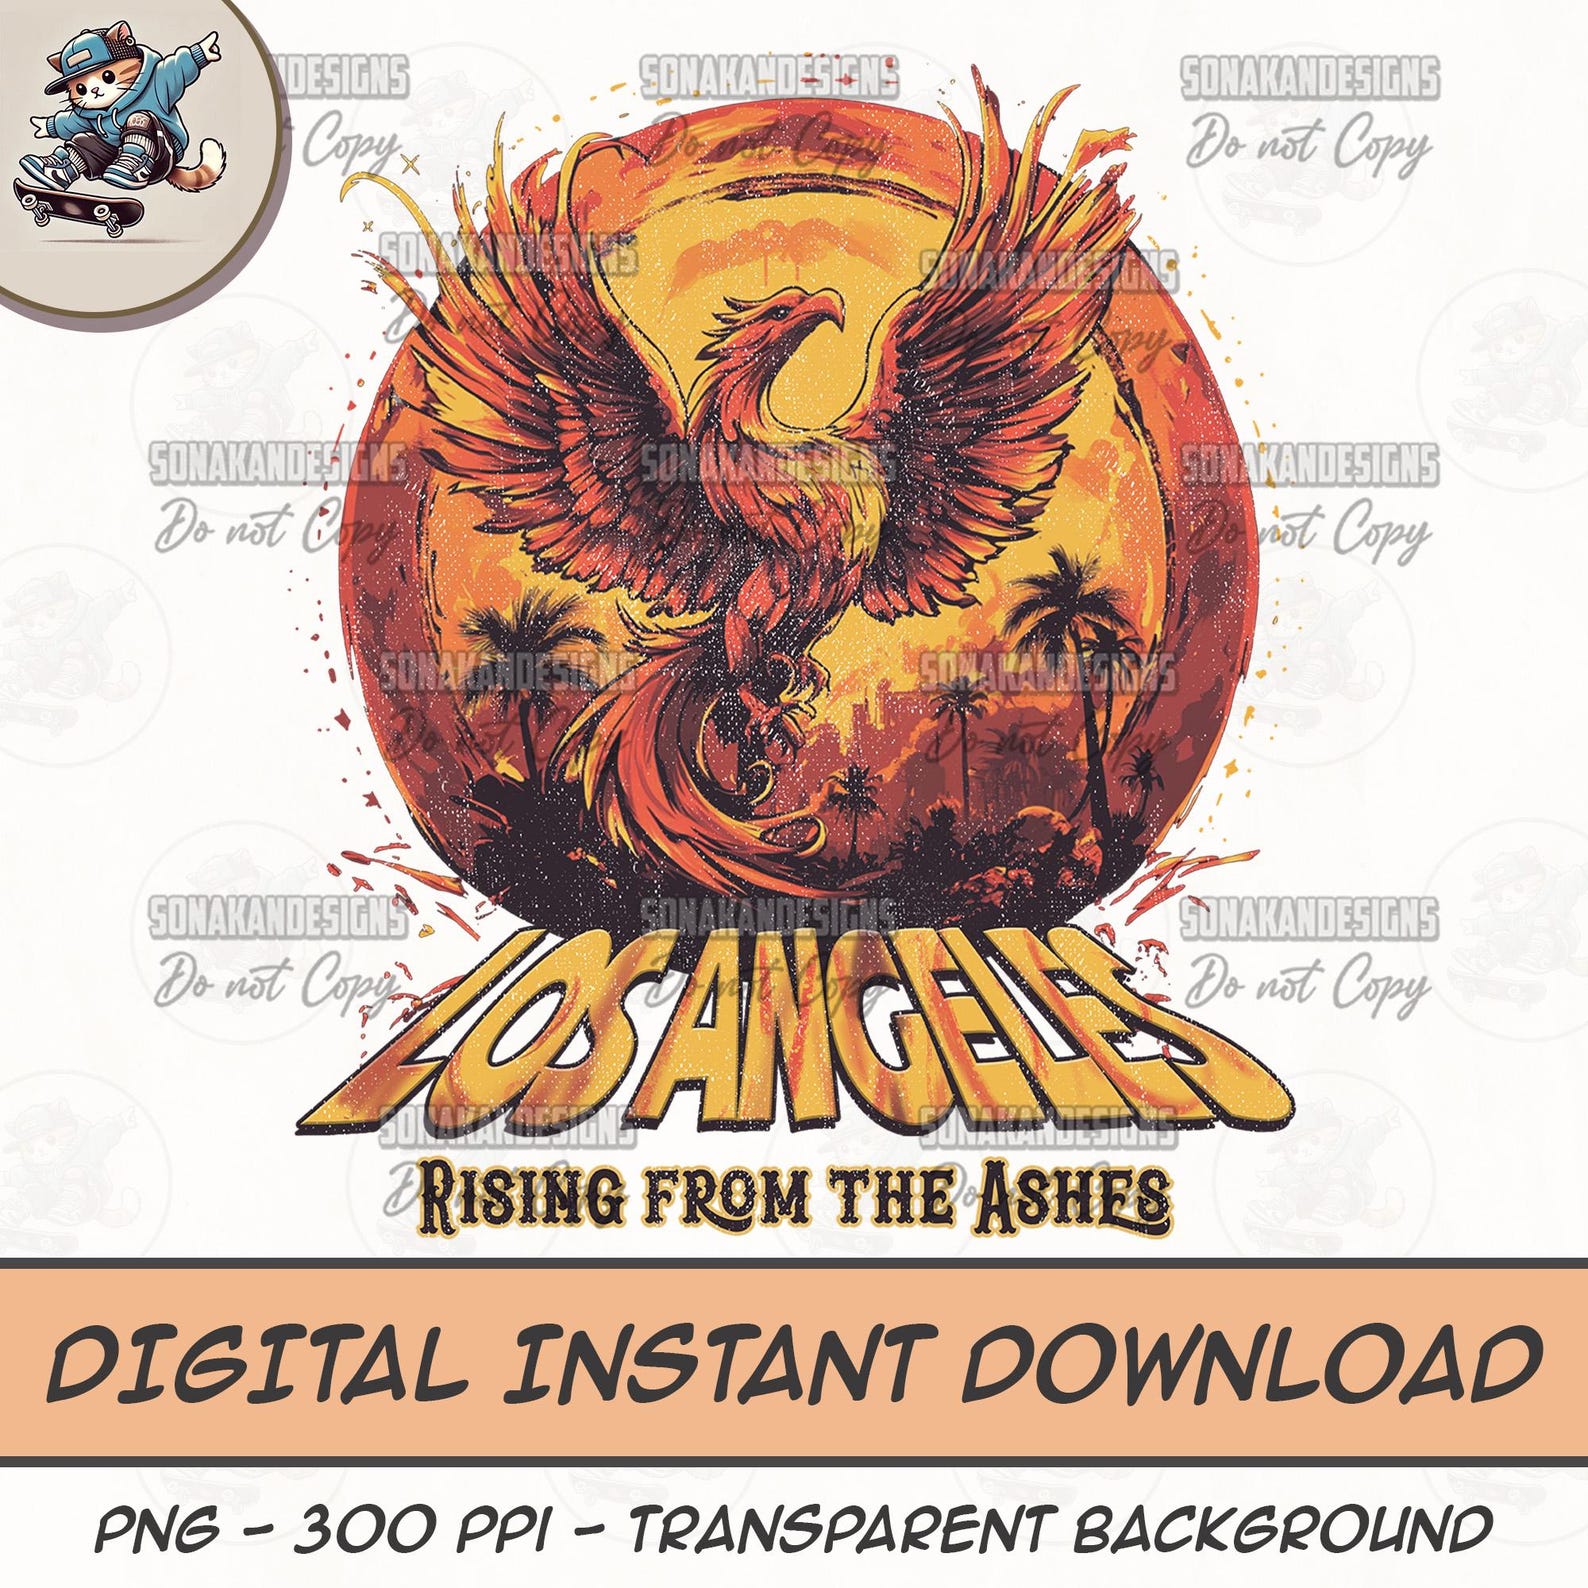 SONAKANDESIGNS
Do not Copy
LOS ANGELES
RISING FROM THE ASHES
DIGITAL INSTANT DOWNLOAD
PNG - 300 PPI - TRANSPARENT BACKGROUND